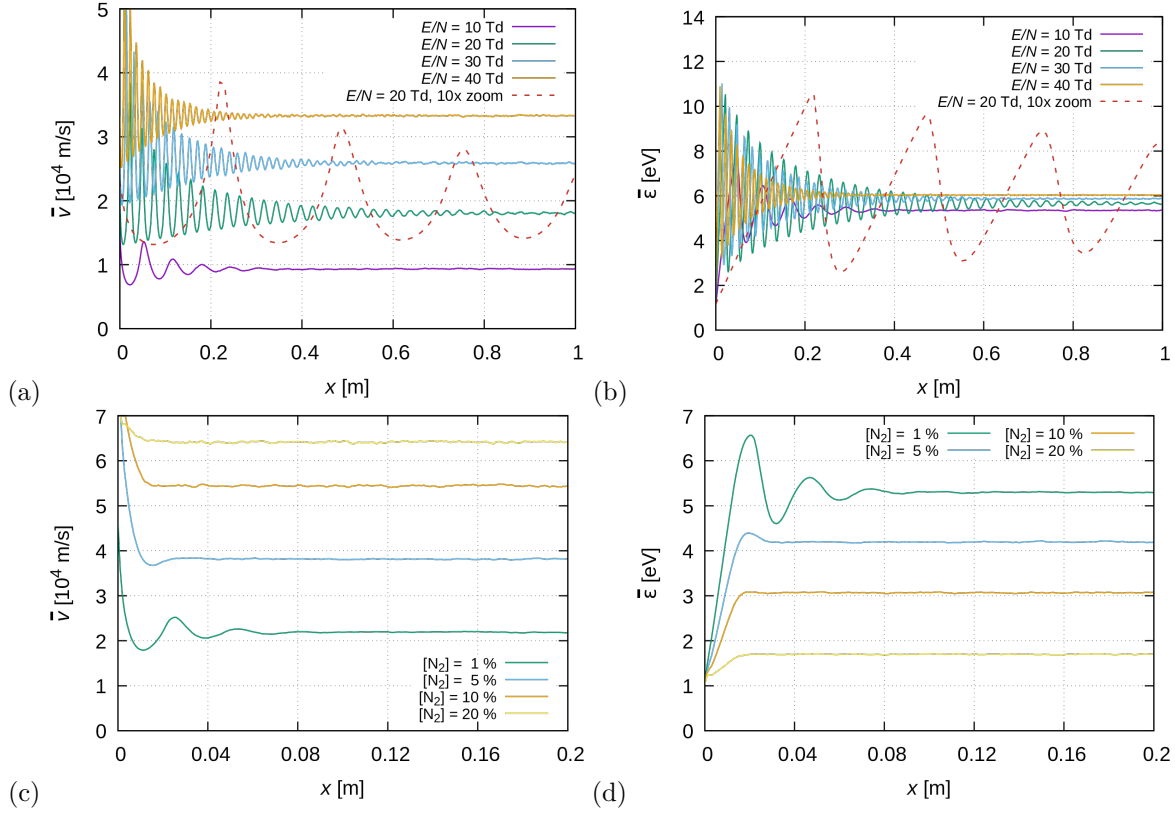 5
4
3
2
1
0
v̄ [10⁴ m/s]
E/N = 10 Td
E/N = 20 Td
E/N = 30 Td
E/N = 40 Td
E/N = 20 Td, 10x zoom
0 0.2 0.4 0.6 0.8 1
x [m]
(a)
14
12
10
8
6
4
2
0
ε̄ [eV]
E/N = 10 Td
E/N = 20 Td
E/N = 30 Td
E/N = 40 Td
E/N = 20 Td, 10x zoom
0 0.2 0.4 0.6 0.8 1
x [m]
(b)
7
6
5
4
3
2
1
0
v̄ [10⁴ m/s]
[N₂] = 1 %
[N₂] = 5 %
[N₂] = 10 %
[N₂] = 20 %
0 0.04 0.08 0.12 0.16 0.2
x [m]
(c)
7
6
5
4
3
2
1
0
ε̄ [eV]
[N₂] = 1 % [N₂] = 10 %
[N₂] = 5 % [N₂] = 20 %
0 0.04 0.08 0.12 0.16 0.2
x [m]
(d)